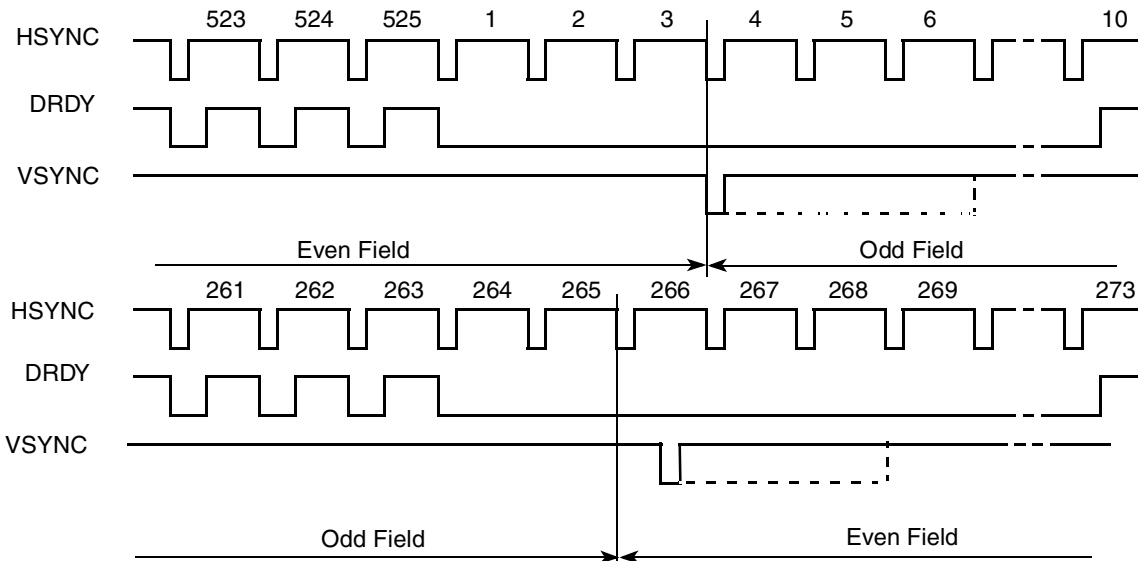 523 524 525 1 2 3 4 5 6 10
HSYNC
DRDY
VSYNC
Even Field Odd Field
261 262 263 264 265 266 267 268 269 273
HSYNC
DRDY
VSYNC
Odd Field Even Field